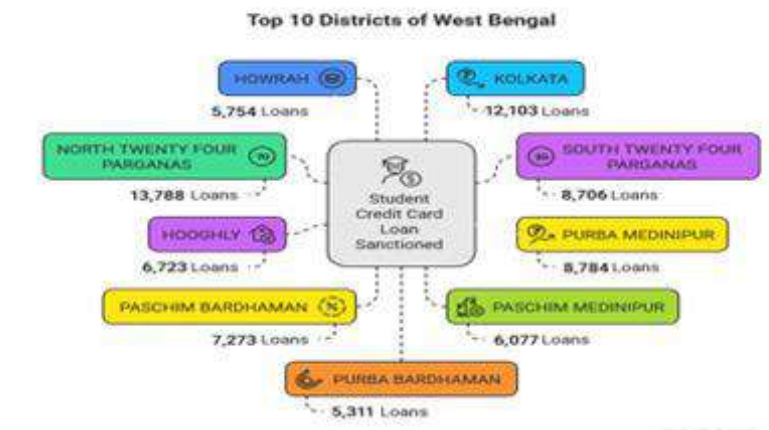 Top 10 Districts of West Bengal
HOWRAH
5,754 Loans
KOLKATA
12,103 Loans
NORTH TWENTY FOUR
PARGANAS
13,788 Loans
SOUTH TWENTY FOUR
PARGANAS
8,706 Loans
Student
Credit Card
Loan
Sanctioned
HOOGHLY
6,723 Loans
PURBA MEDINIPUR
8,784 Loans
PASCHIM BARDHAMAN
7,273 Loans
PASCHIM MEDINIPUR
6,077 Loans
PURBA BARDHAMAN
5,311 Loans